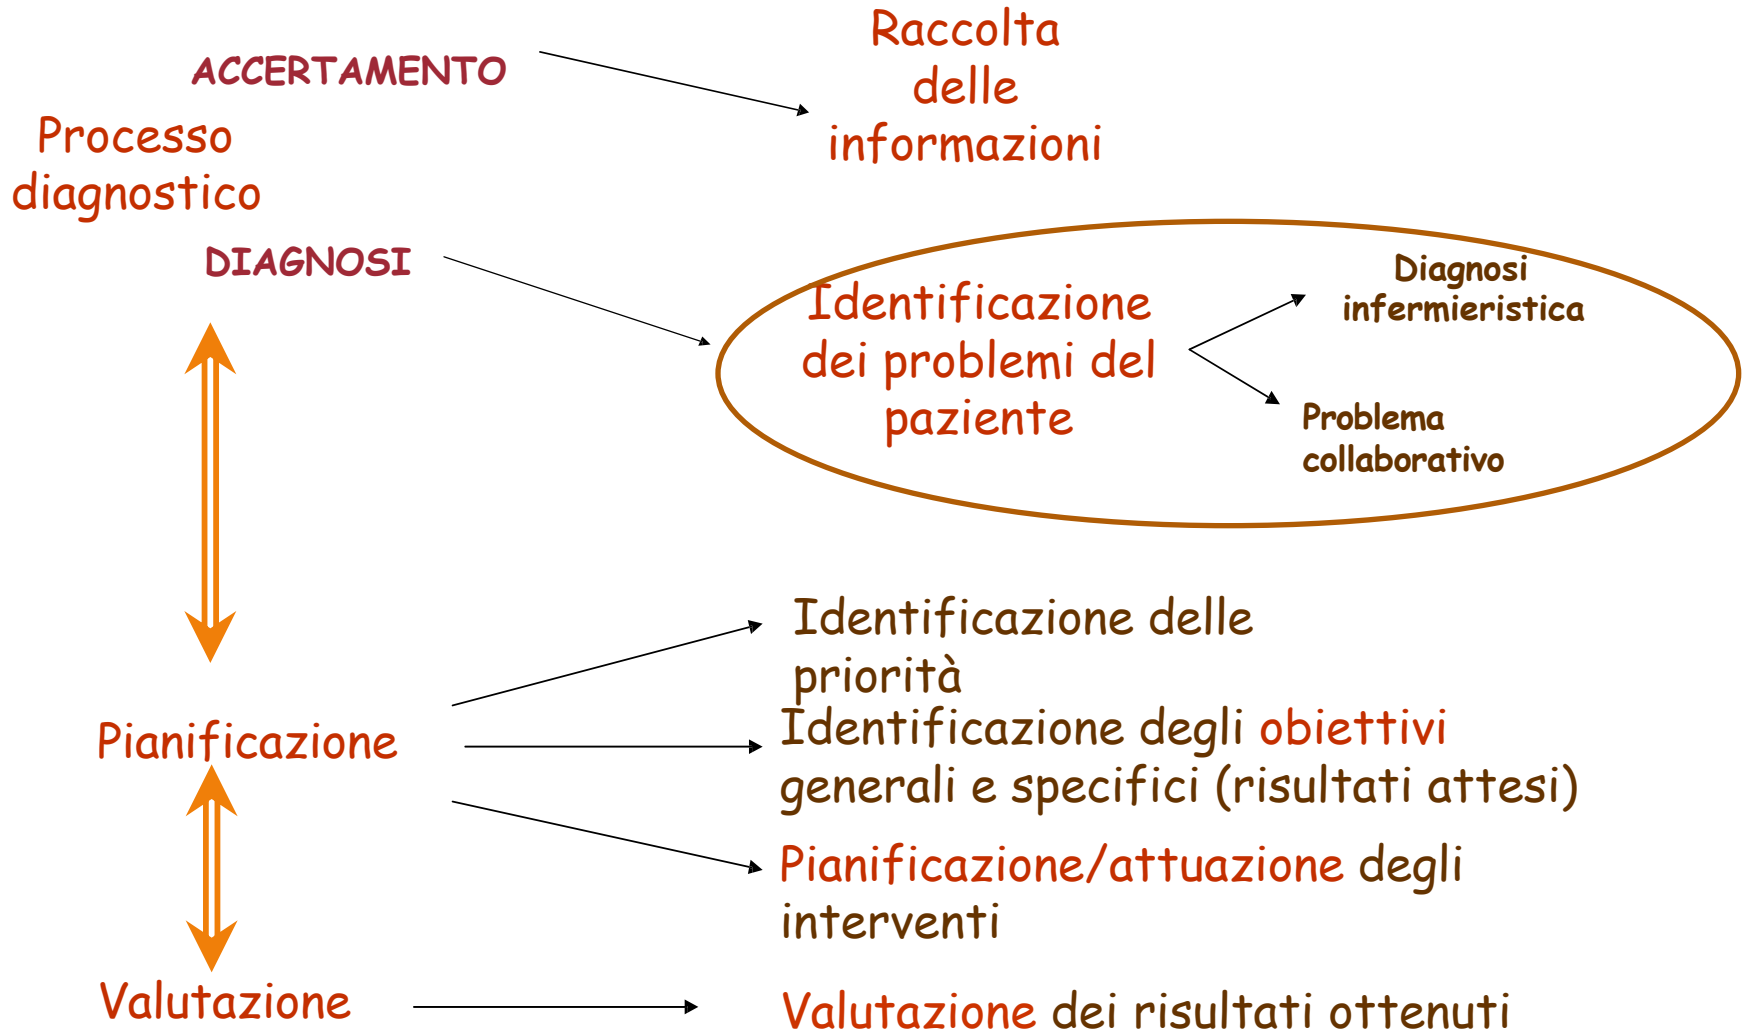 ACCERTAMENTO
Raccolta
delle
informazioni
Processo
diagnostico
DIAGNOSI
Identificazione
dei problemi del
paziente
Diagnosi
infermieristica
Problema
collaborativo
Pianificazione
Identificazione delle
priorità
Identificazione degli obiettivi
generali e specifici (risultati attesi)
Pianificazione/attuazione degli
interventi
Valutazione
Valutazione dei risultati ottenuti